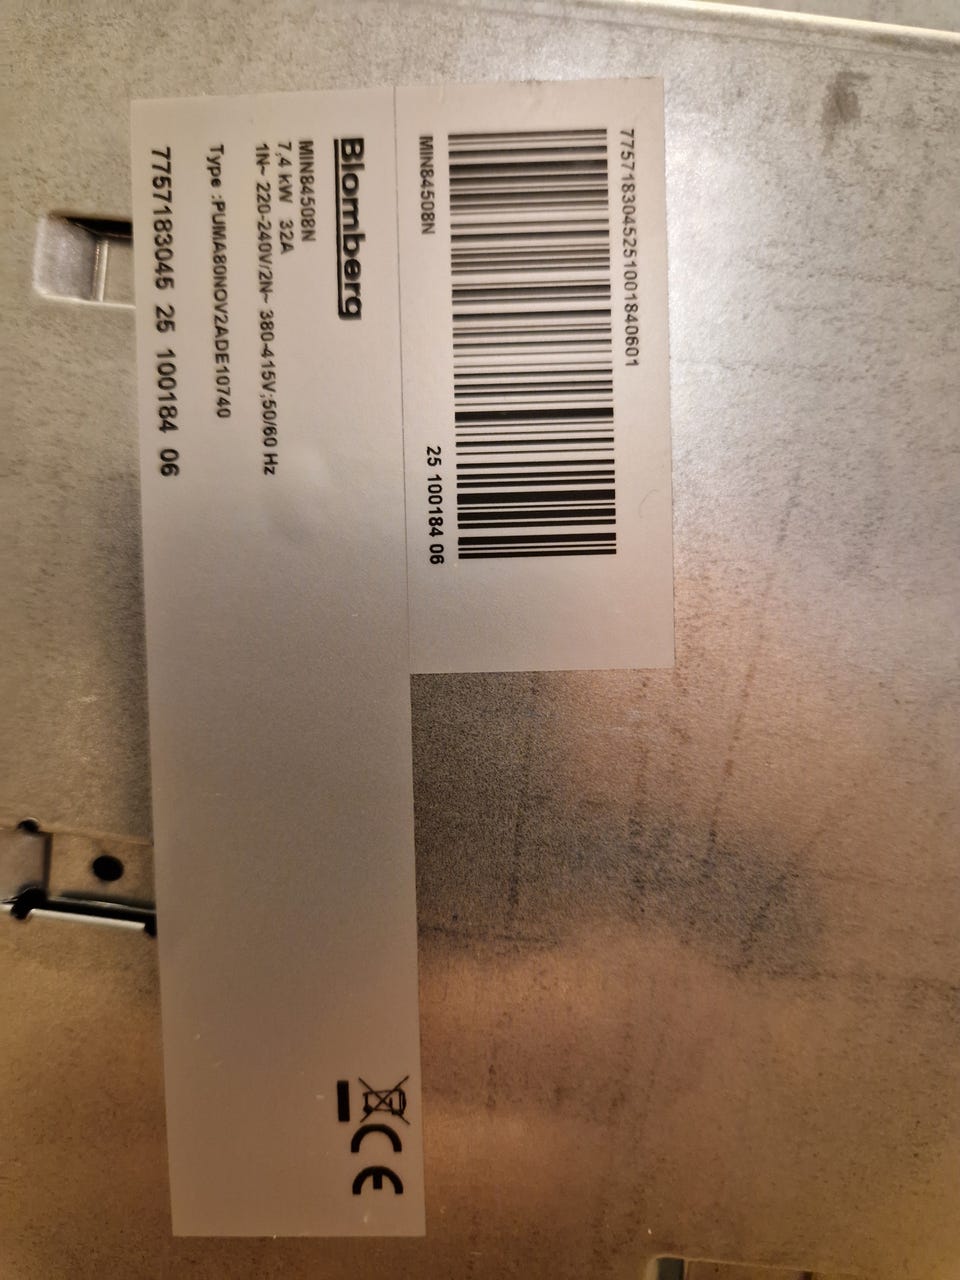 7757183045251001840601
MIN84508N
25 100184 06
Blomberg
MIN84508N
7,4 kW 32A
1N~ 220-240V/2N~ 380-415V;50/60 Hz
Type :PUMA80NOV2ADE10740
7757183045 25 100184 06
CE